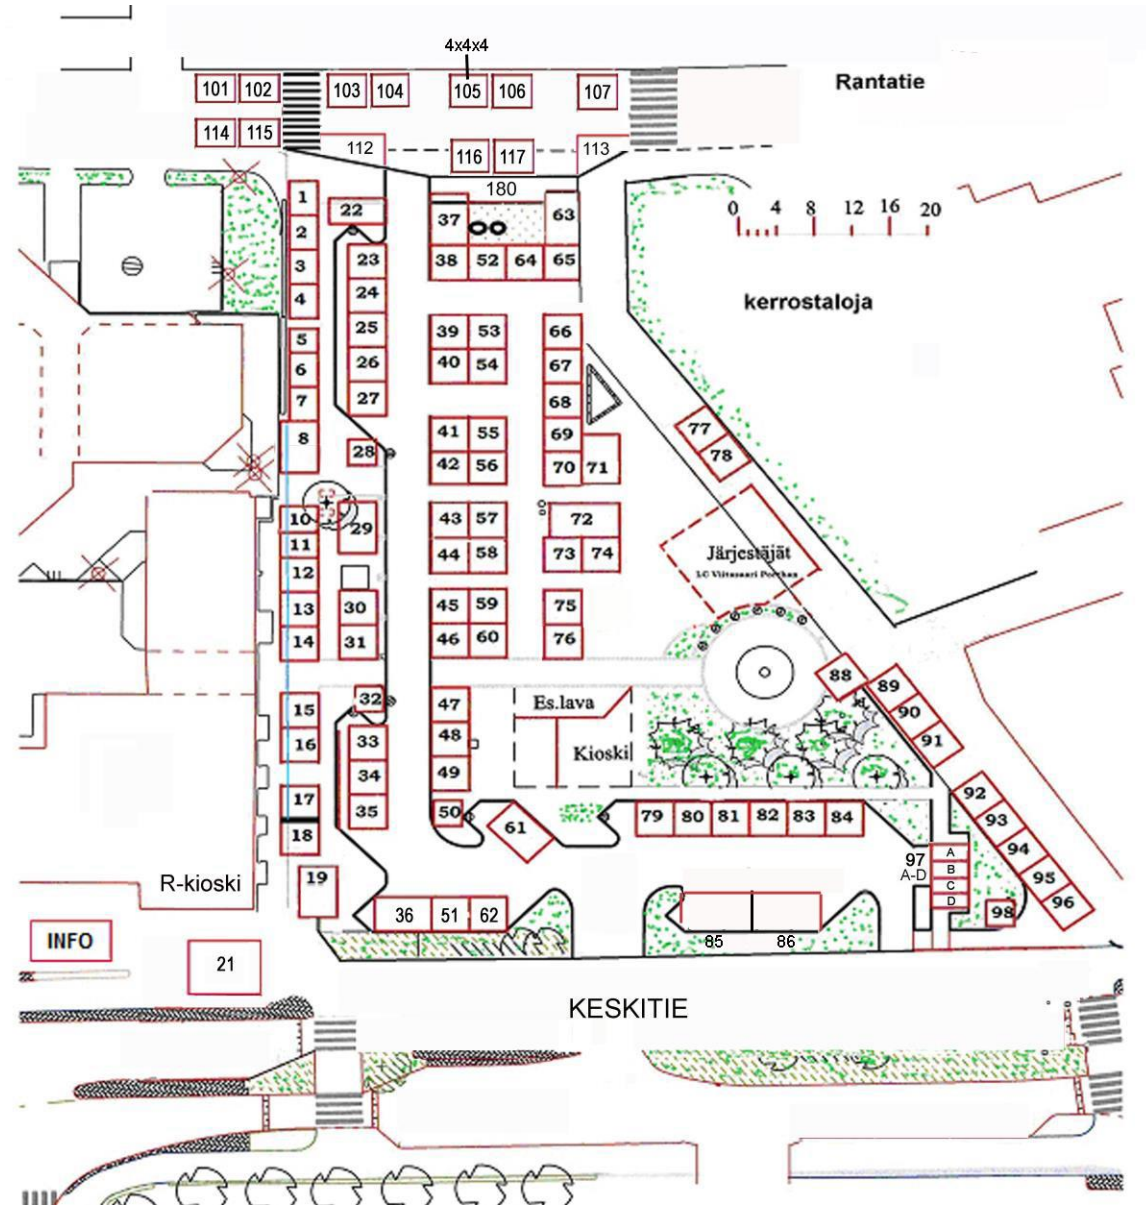 4x4x4
101 102 103 104 105 106 107
Rantatie
114 115 112 116 117 113
180
1 22 37 63
0 4 8 12 16 20
2
3 23 38 52 64 65
4 24
kerrostaloja
5 25 39 53 66
6 26 40 54 67
7 27 68
8 41 55 69 77
28 42 56 70 71 78
10 29 43 57 72
11 44 58 73 74
Järjestäjät
LC Viitasaari Porthan
12
13 30 45 59 75
14 31 46 60 76
88 89
15 32 47 90
Es.lava
16 33 48 91
Kioski
34 49
17 35 50 61 79 80 81 82 83 84 92
18 93
97 A 94
A-D B
19 C 95
R-kioski
D 96
36 51 62 98
INFO
85 86
21
KESKITIE